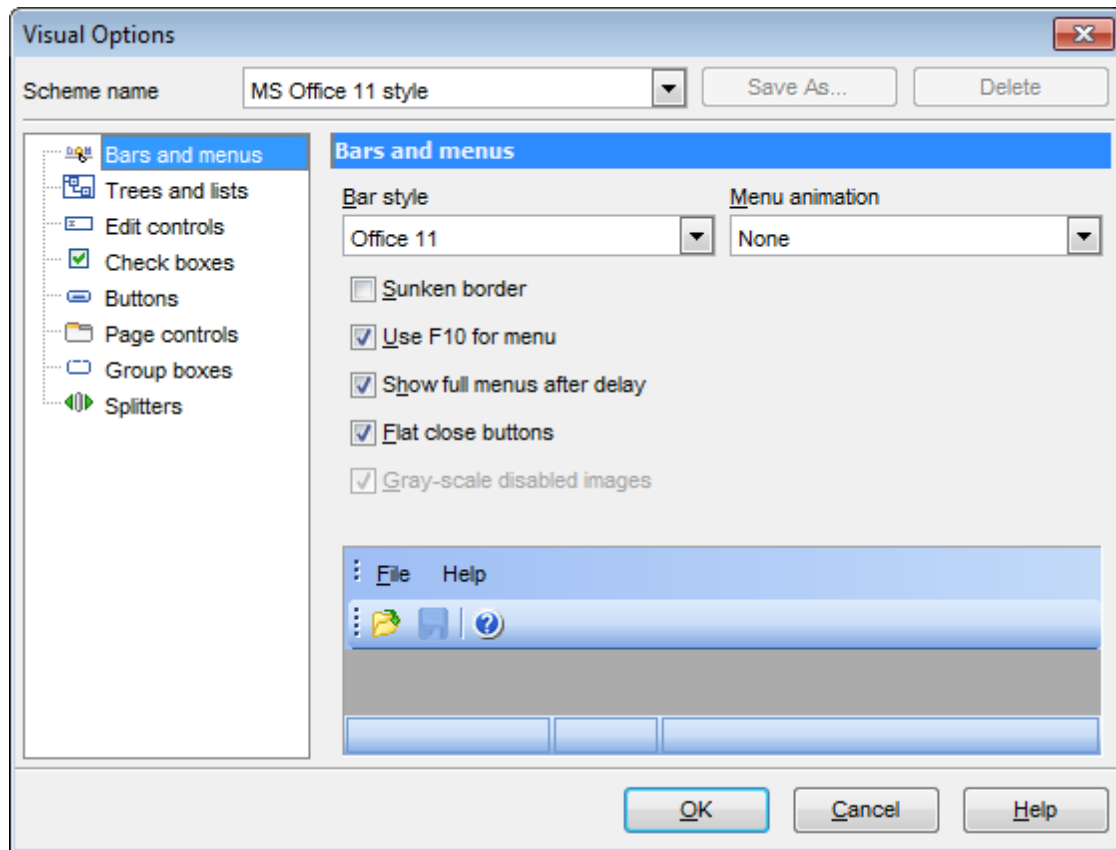 Visual Options
Scheme name MS Office 11 style Save As... Delete
Bars and menus
Trees and lists
Edit controls
Check boxes
Buttons
Page controls
Group boxes
Splitters
Bars and menus
Bar style Menu animation
Office 11 None
Sunken border
Use F10 for menu
Show full menus after delay
Flat close buttons
Gray-scale disabled images
File Help
OK Cancel Help